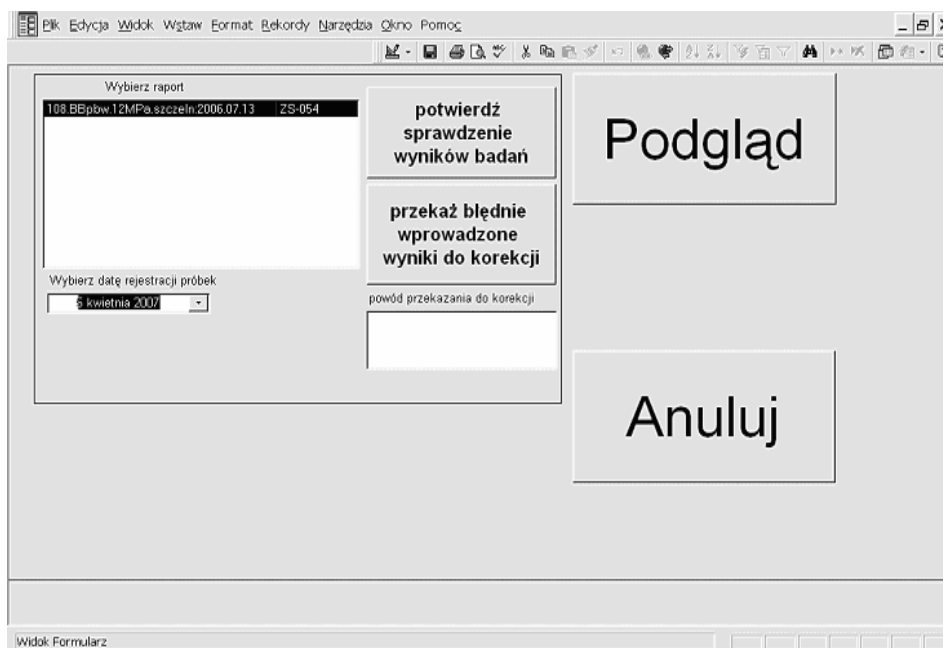 Plik Edycja Widok Wstaw Format Rekordy Narzędzia Okno Pomoc
Wybierz raport
108.BBpbw.12MPa.szczeln.2006.07.13 ZS-054
potwierdź
sprawdzenie
wyników badań
przekaż błędnie
wprowadzone
wyniki do korekcji
Wybierz datę rejestracji próbek
5 kwietnia 2007
powód przekazania do korekcji
Podgląd
Anuluj
Widok Formularz